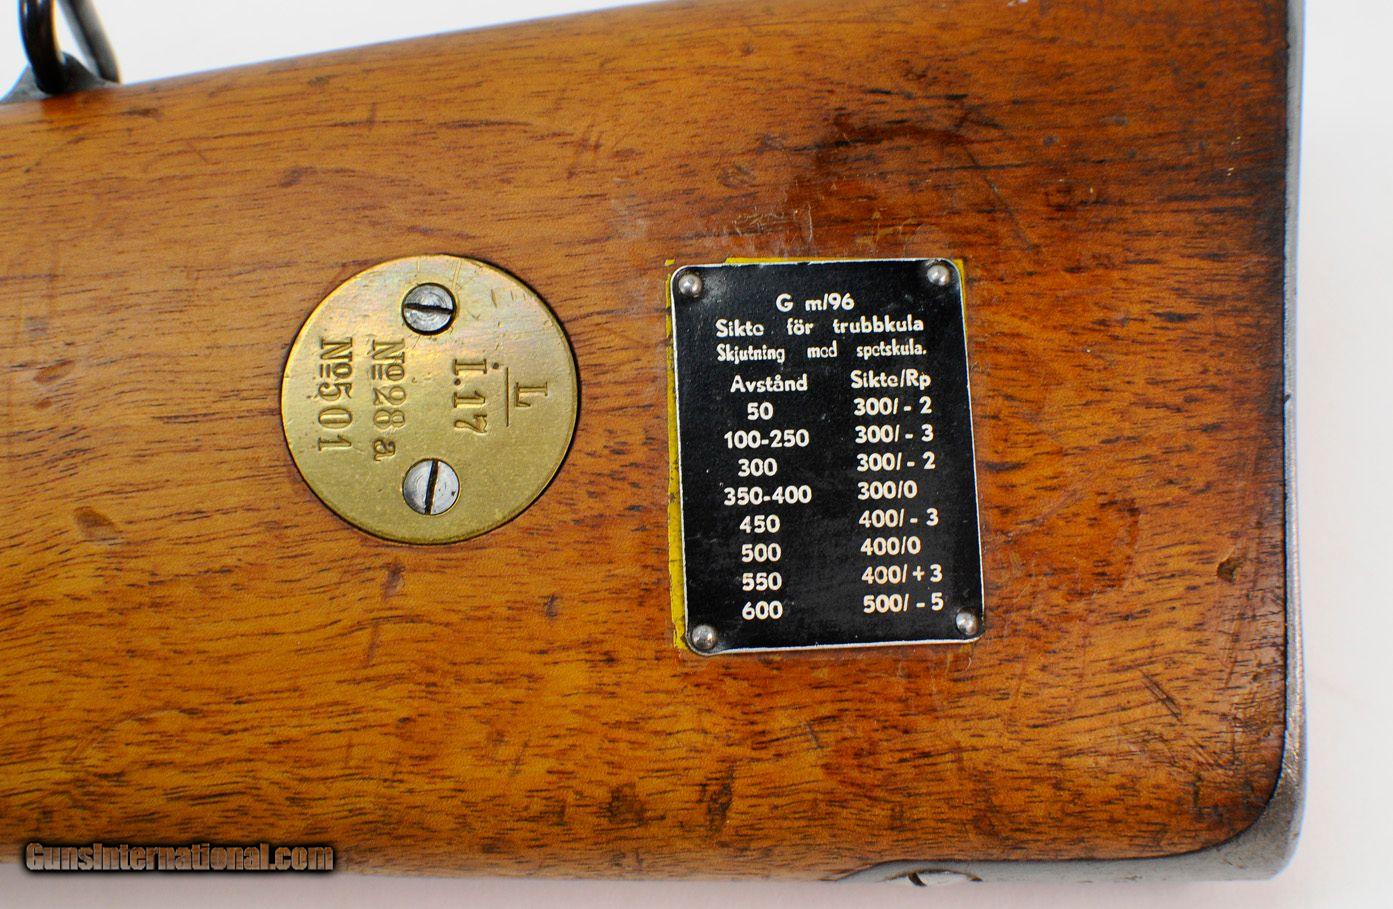 L
i.17
№28a
№501
G m/96
Sikte för trubbkula
Skjutning med spetskula.
Avstånd Sikte/Rp
50 300/-2
100-250 300/-3
300 300/-2
350-400 300/0
450 400/-3
500 400/0
550 400/+3
600 500/-5
GunsInternational.com